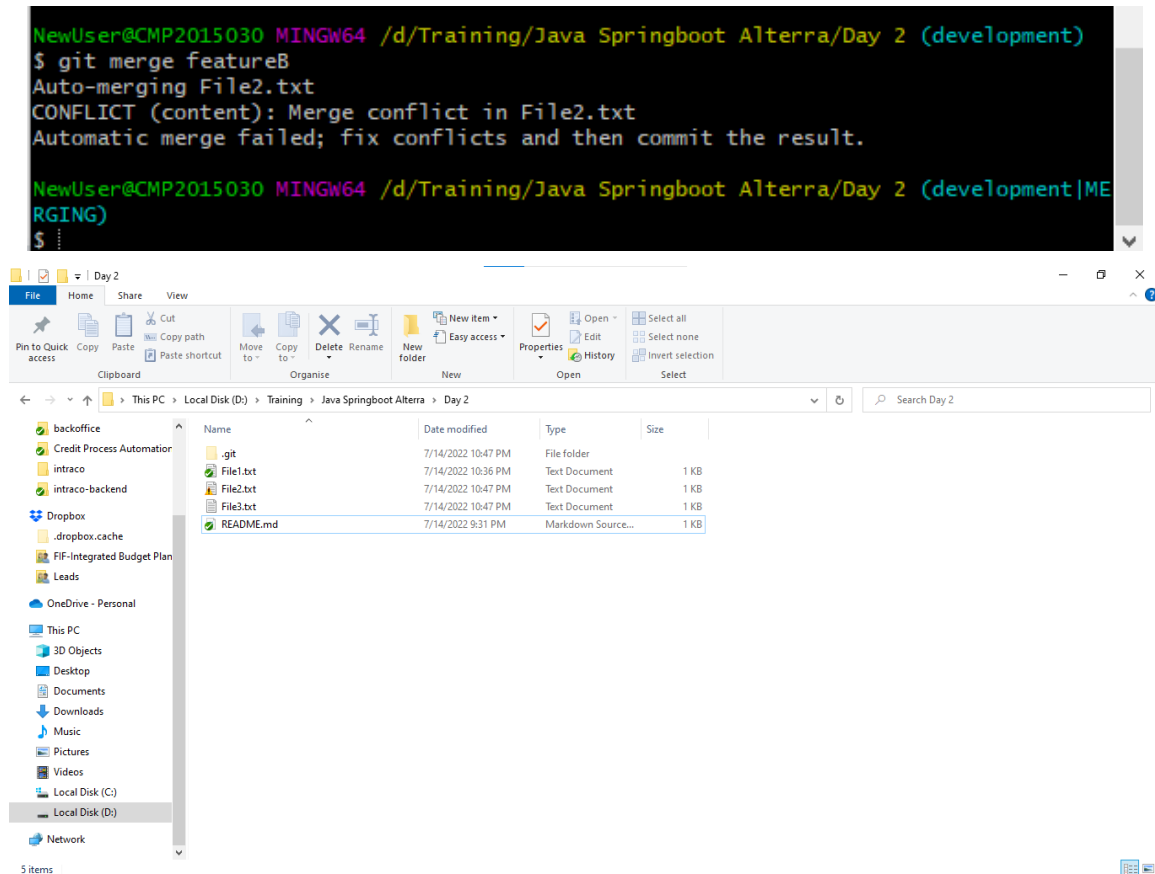 NewUser@CMP2015030 MINGW64 /d/Training/Java Springboot Alterra/Day 2 (development)
$ git merge featureB
Auto-merging File2.txt
CONFLICT (content): Merge conflict in File2.txt
Automatic merge failed; fix conflicts and then commit the result.
NewUser@CMP2015030 MINGW64 /d/Training/Java Springboot Alterra/Day 2 (development|ME
RGING)
$
Day 2
File Home Share View
Pin to Quick access
Copy
Paste
Cut
Copy path
Paste shortcut
Clipboard
Move to
Copy to
Delete
Rename
Organise
New folder
New item
Easy access
New
Properties
Open
Edit
History
Open
Select all
Select none
Invert selection
Select
This PC > Local Disk (D:) > Training > Java Springboot Alterra > Day 2
Search Day 2
backoffice
Credit Process Automation
intraco
intraco-backend
Dropbox
.dropbox.cache
FIF-Integrated Budget Plan
Leads
OneDrive - Personal
This PC
3D Objects
Desktop
Documents
Downloads
Music
Pictures
Videos
Local Disk (C:)
Local Disk (D:)
Network
Name Date modified Type Size
.git 7/14/2022 10:47 PM File folder
File1.txt 7/14/2022 10:36 PM Text Document 1 KB
File2.txt 7/14/2022 10:47 PM Text Document 1 KB
File3.txt 7/14/2022 10:47 PM Text Document 1 KB
README.md 7/14/2022 9:31 PM Markdown Source... 1 KB
5 items